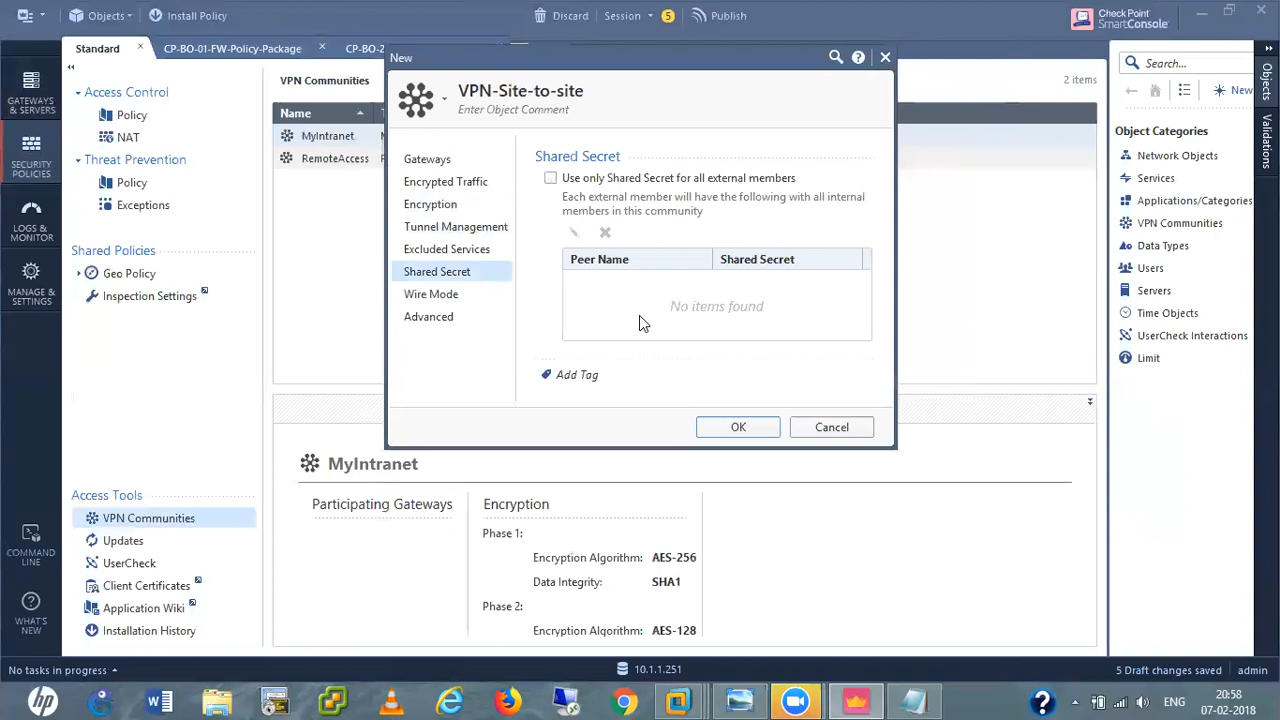 Objects
Install Policy
Discard
Session
5
Publish
Check Point
SmartConsole
Standard
CP-BO-01-FW-Policy-Package
CP-BO-2
GATEWAYS
& SERVERS
SECURITY
POLICIES
LOGS &
MONITOR
MANAGE &
SETTINGS
COMMAND
LINE
WHAT'S
NEW
Access Control
Policy
NAT
Threat Prevention
Policy
Exceptions
Shared Policies
Geo Policy
Inspection Settings
Access Tools
VPN Communities
Updates
UserCheck
Client Certificates
Application Wiki
Installation History
VPN Communities
2 items
Name
MyIntranet
RemoteAccess
New
VPN-Site-to-site
Enter Object Comment
Gateways
Encrypted Traffic
Encryption
Tunnel Management
Excluded Services
Shared Secret
Wire Mode
Advanced
Shared Secret
Use only Shared Secret for all external members
Each external member will have the following with all internal
members in this community
Peer Name
Shared Secret
No items found
Add Tag
OK
Cancel
MyIntranet
Participating Gateways
Encryption
Phase 1:
Encryption Algorithm: AES-256
Data Integrity: SHA1
Phase 2:
Encryption Algorithm: AES-128
Search...
New
Object Categories
Network Objects
Services
Applications/Categories
VPN Communities
Data Types
Users
Servers
Time Objects
UserCheck Interactions
Limit
Objects
Validations
No tasks in progress
10.1.1.251
5 Draft changes saved
admin
ENG
20:58
07-02-2018